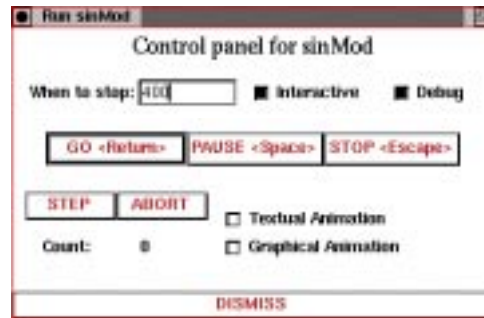 Run sinMod
Control panel for sinMod
When to stop: 400 Interactive Debug
GO <Return> PAUSE <Space> STOP <Escape>
STEP ABORT
Textual Animation
Count: 0 Graphical Animation
DISMISS